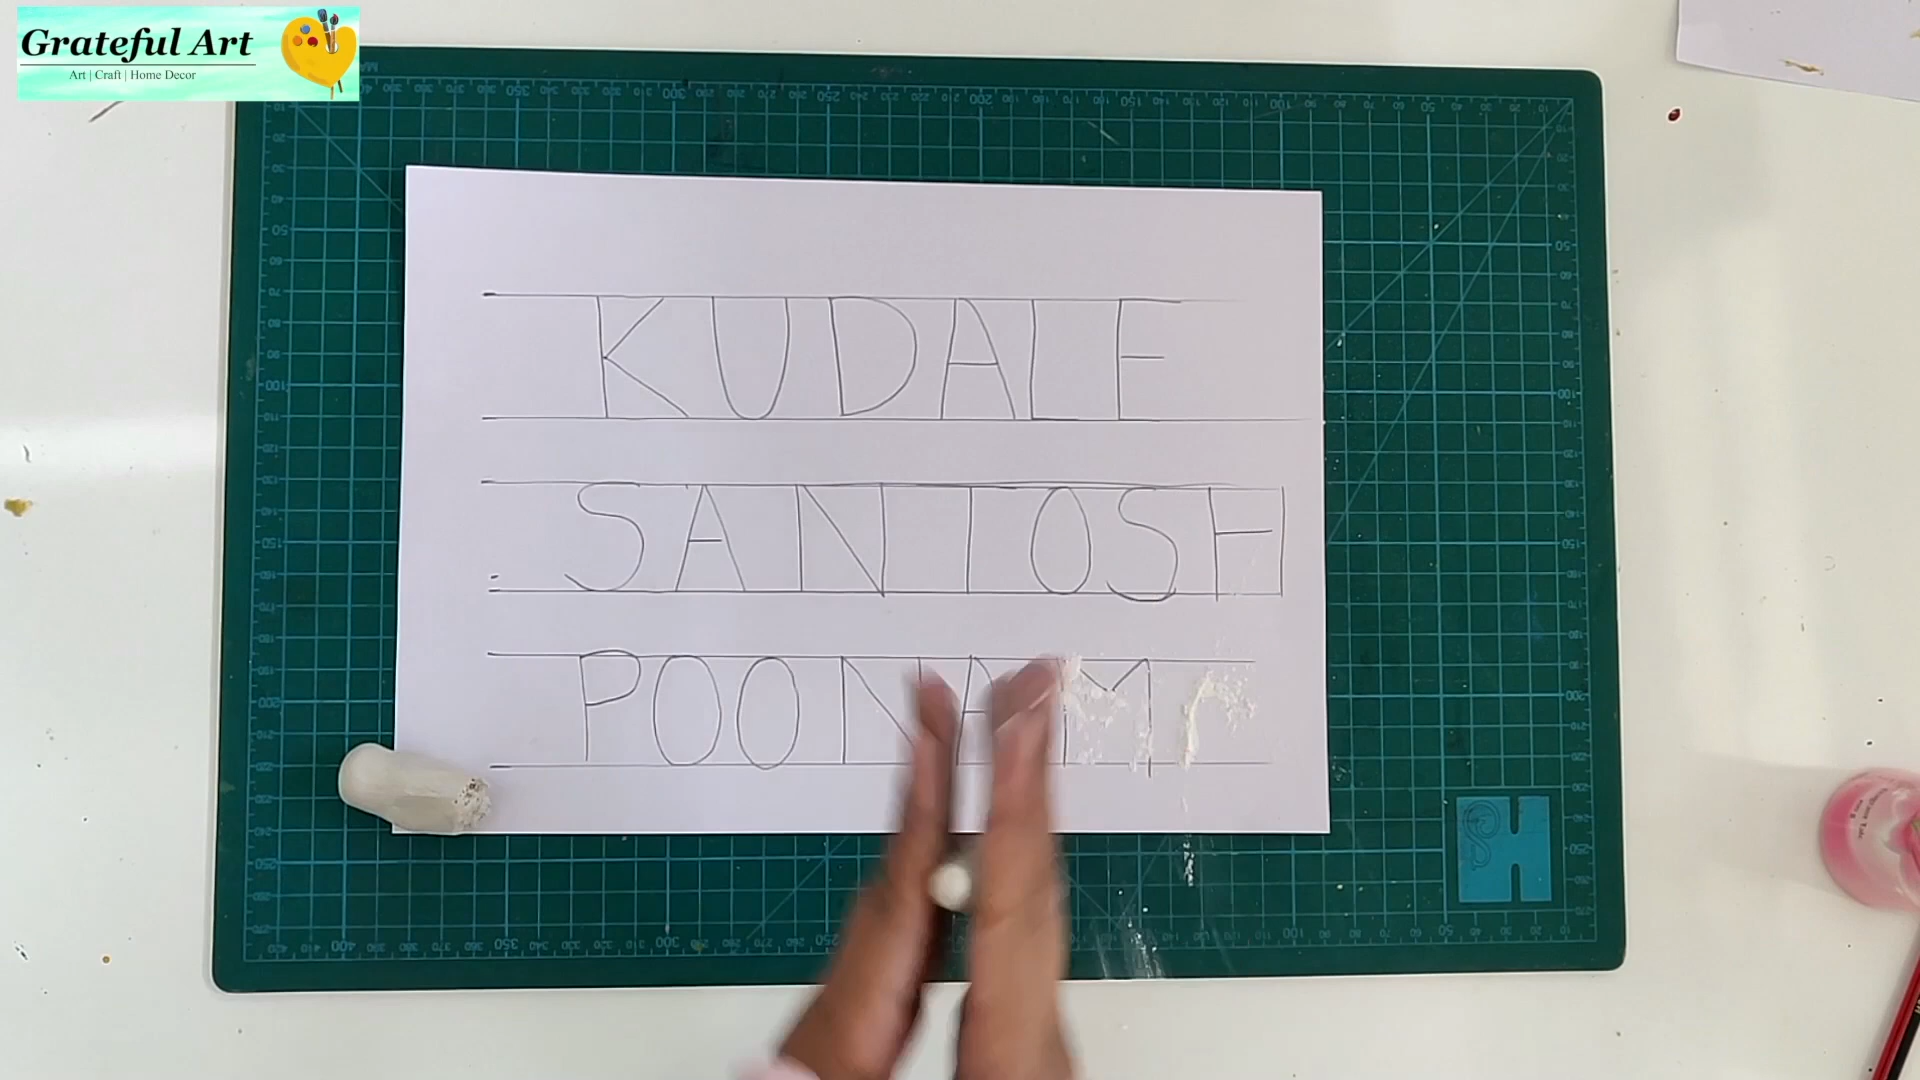 Grateful Art
Art | Craft | Home Decor
KUDALE
SANTOSH
POONAM